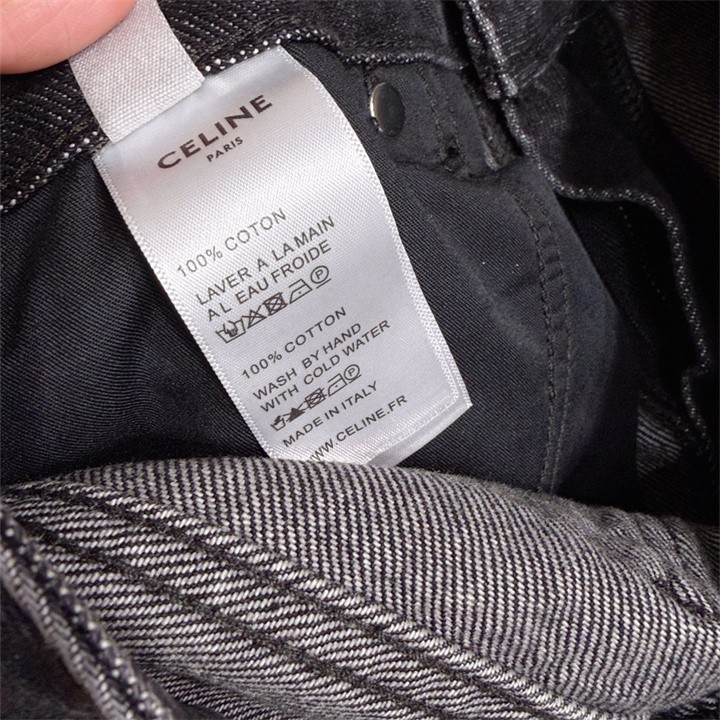 CELINE
PARIS
100% COTON
LAVER A LA MAIN
A L EAU FROIDE
100% COTTON
WASH BY HAND
WITH COLD WATER
MADE IN ITALY
WWW.CELINE.FR